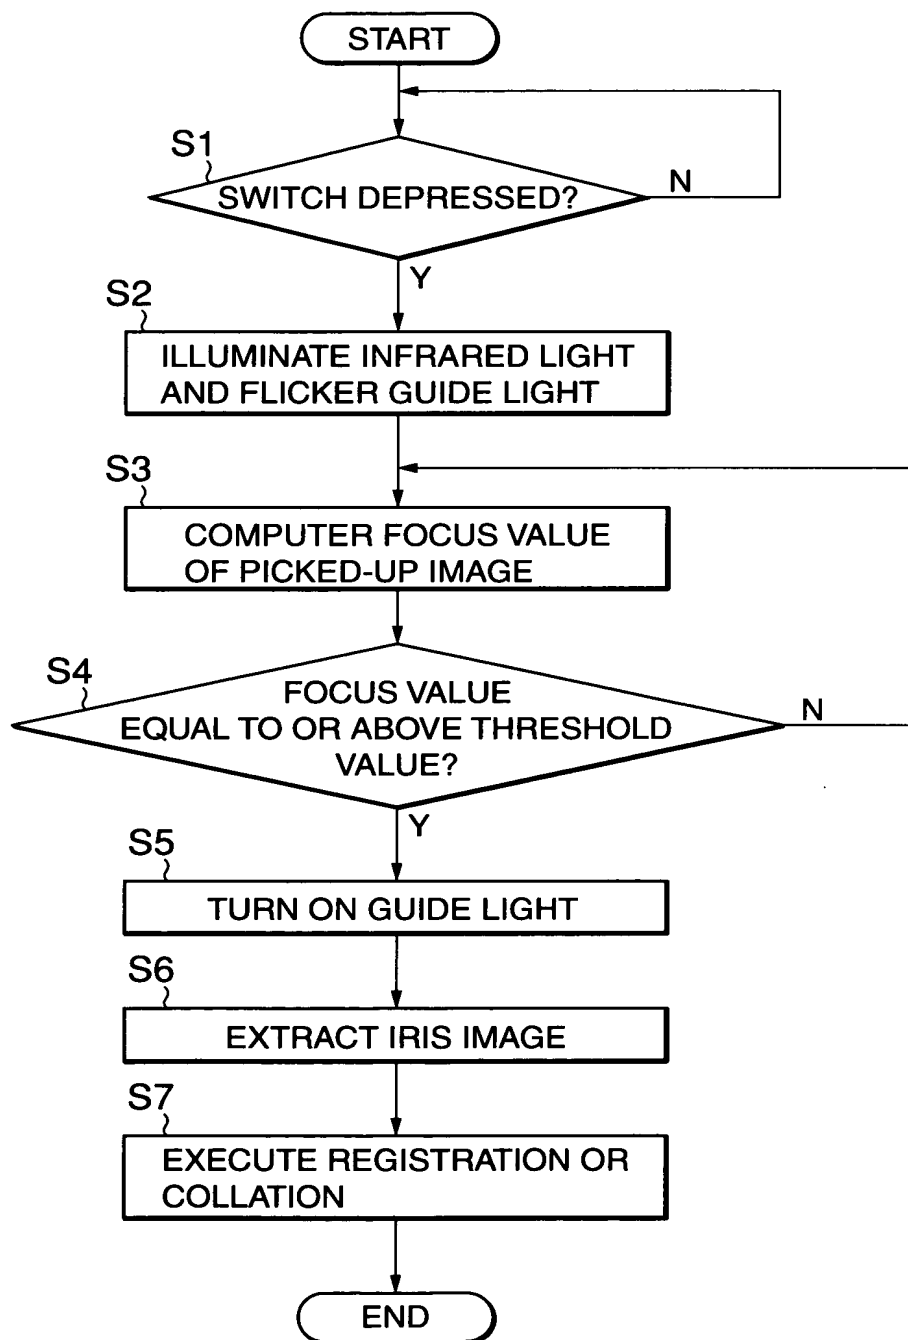 START
S1
SWITCH DEPRESSED?
N
Y
S2
ILLUMINATE INFRARED LIGHT
AND FLICKER GUIDE LIGHT
S3
COMPUTER FOCUS VALUE
OF PICKED-UP IMAGE
S4
FOCUS VALUE
EQUAL TO OR ABOVE THRESHOLD
VALUE?
N
Y
S5
TURN ON GUIDE LIGHT
S6
EXTRACT IRIS IMAGE
S7
EXECUTE REGISTRATION OR
COLLATION
END